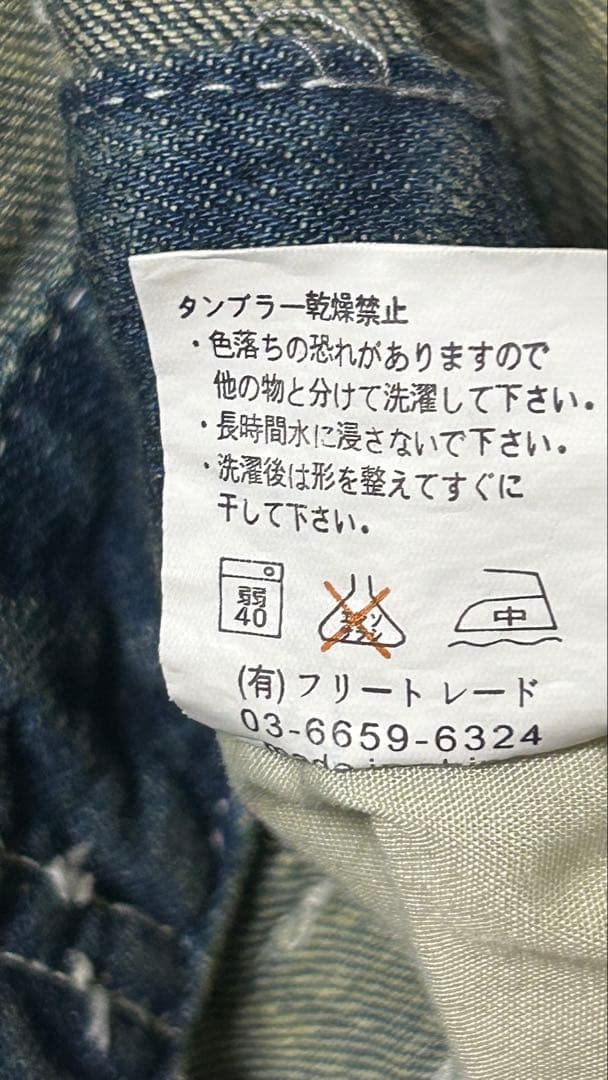 タンブラー乾燥禁止
・色落ちの恐れがありますので
他の物と分けて洗濯して下さい。
・長時間水に浸さないで下さい。
・洗濯後は形を整えてすぐに
干して下さい。
弱
40
中
(有)フリートレード
03-6659-6324
made in